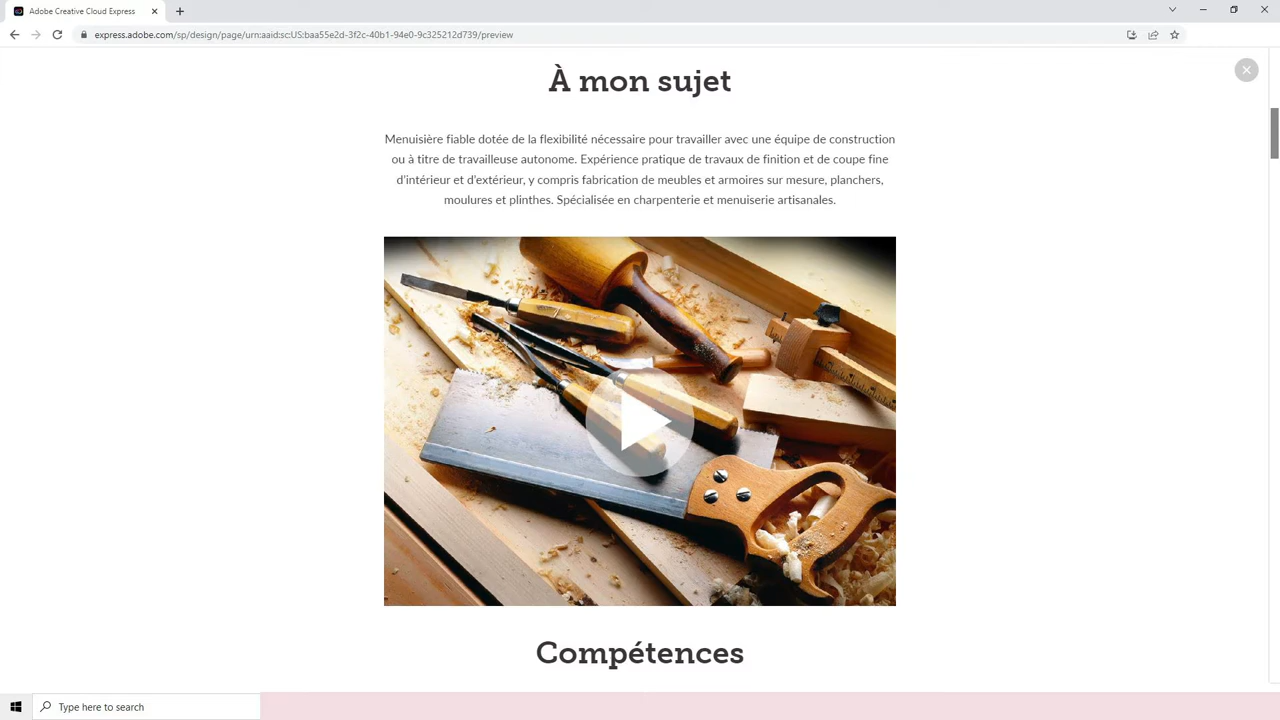 Adobe Creative Cloud Express
express.adobe.com/sp/design/page/urn:aaid:sc:US:baa55e2d-3f2c-40b1-94e0-9c325212d739/preview
À mon sujet
Menuisière fiable dotée de la flexibilité nécessaire pour travailler avec une équipe de construction
ou à titre de travailleuse autonome. Expérience pratique de travaux de finition et de coupe fine
d'intérieur et d'extérieur, y compris fabrication de meubles et armoires sur mesure, planchers,
moulures et plinthes. Spécialisée en charpenterie et menuiserie artisanales.
Compétences
Type here to search